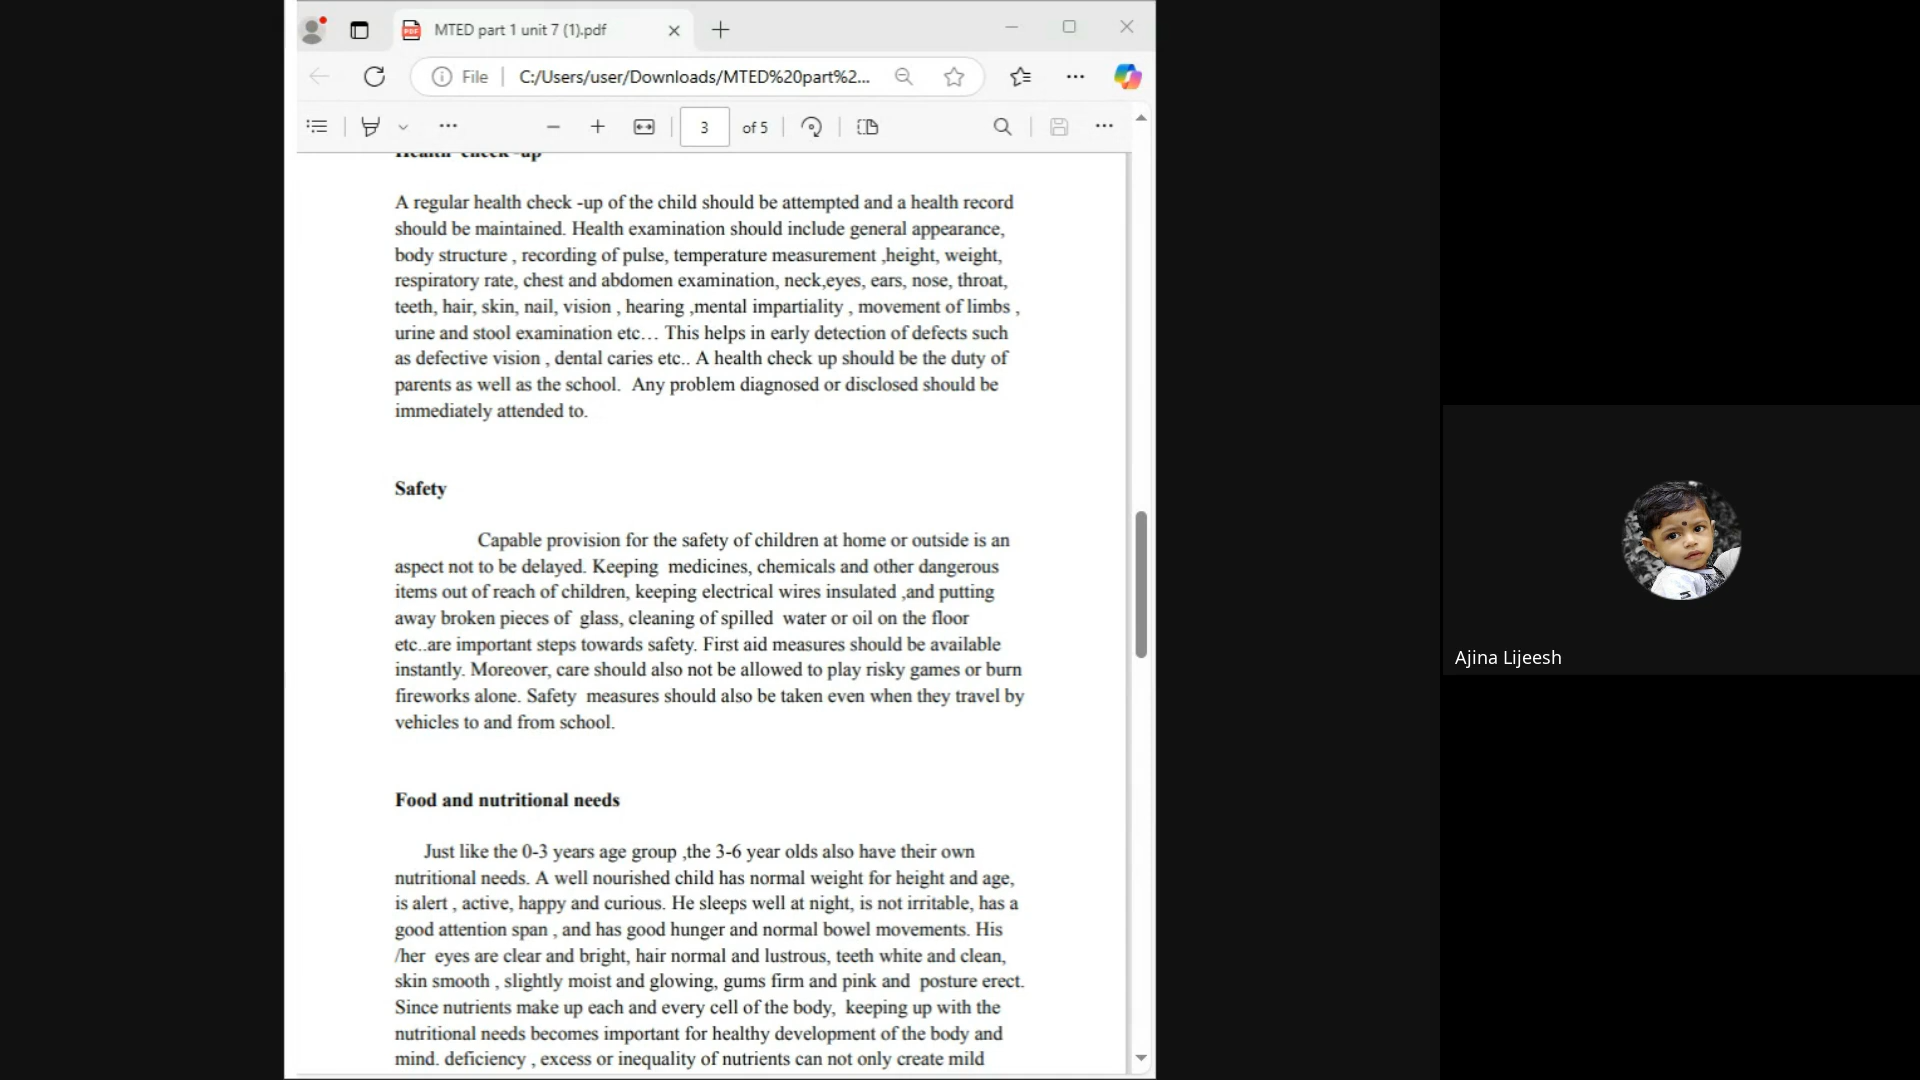 MTED part 1 unit 7 (1).pdf
File
C:/Users/user/Downloads/MTED%20part%2...
3
of 5
Health check -up
A regular health check -up of the child should be attempted and a health record
should be maintained. Health examination should include general appearance,
body structure , recording of pulse, temperature measurement ,height, weight,
respiratory rate, chest and abdomen examination, neck,eyes, ears, nose, throat,
teeth, hair, skin, nail, vision , hearing ,mental impartiality , movement of limbs ,
urine and stool examination etc… This helps in early detection of defects such
as defective vision , dental caries etc.. A health check up should be the duty of
parents as well as the school.  Any problem diagnosed or disclosed should be
immediately attended to.
Safety
Capable provision for the safety of children at home or outside is an
aspect not to be delayed. Keeping  medicines, chemicals and other dangerous
items out of reach of children, keeping electrical wires insulated ,and putting
away broken pieces of  glass, cleaning of spilled  water or oil on the floor
etc..are important steps towards safety. First aid measures should be available
instantly. Moreover, care should also not be allowed to play risky games or burn
fireworks alone. Safety  measures should also be taken even when they travel by
vehicles to and from school.
Food and nutritional needs
Just like the 0-3 years age group ,the 3-6 year olds also have their own
nutritional needs. A well nourished child has normal weight for height and age,
is alert , active, happy and curious. He sleeps well at night, is not irritable, has a
good attention span , and has good hunger and normal bowel movements. His
/her  eyes are clear and bright, hair normal and lustrous, teeth white and clean,
skin smooth , slightly moist and glowing, gums firm and pink and  posture erect.
Since nutrients make up each and every cell of the body,  keeping up with the
nutritional needs becomes important for healthy development of the body and
mind. deficiency , excess or inequality of nutrients can not only create mild
Ajina Lijeesh